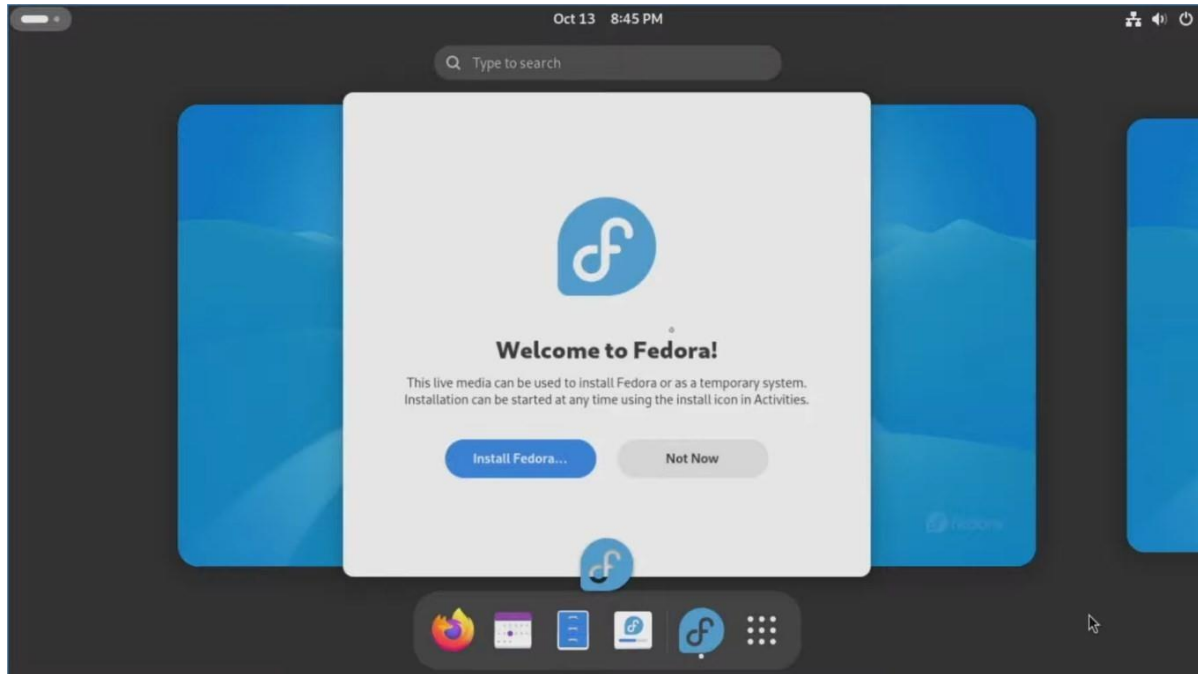 Oct 13 8:45 PM
Type to search
Welcome to Fedora!
This live media can be used to install Fedora or as a temporary system.
Installation can be started at any time using the install icon in Activities.
Install Fedora...
Not Now
fedora